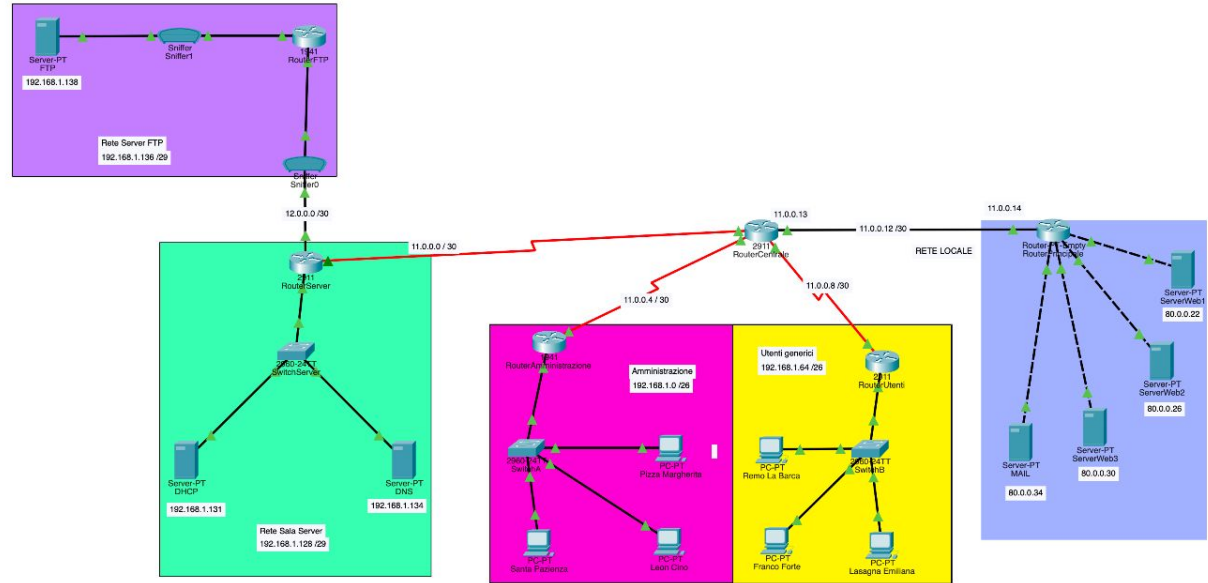 Server-PT
FTP
192.168.1.138
Sniffer
Sniffer1
1941
RouterFTP
Rete Server FTP
192.168.1.136 /29
Sniffer
Sniffer0
12.0.0.0 /30
11.0.0.0 / 30
2911
RouterServer
2960-24TT
SwitchServer
Server-PT
DHCP
192.168.1.131
Server-PT
DNS
192.168.1.134
Rete Sala Server
192.168.1.128 /29
11.0.0.13
2911
RouterCentrale
11.0.0.12 /30
11.0.0.14
RETE LOCALE
11.0.0.4 / 30
11.0.0.8 /30
1941
RouterAmministrazione
Amministrazione
192.168.1.0 /26
2960-24TT
SwitchA
PC-PT
Pizza Margherita
PC-PT
Santa Pazienza
PC-PT
Leon Cino
Utenti generici
192.168.1.64 /26
2911
RouterUtenti
2960-24TT
SwitchB
PC-PT
Remo La Barca
PC-PT
Franco Forte
PC-PT
Lasagna Emiliana
Router-PT-Empty
Server-PT
ServerWeb1
80.0.0.22
Server-PT
ServerWeb2
80.0.0.26
Server-PT
ServerWeb3
80.0.0.30
Server-PT
MAIL
80.0.0.34